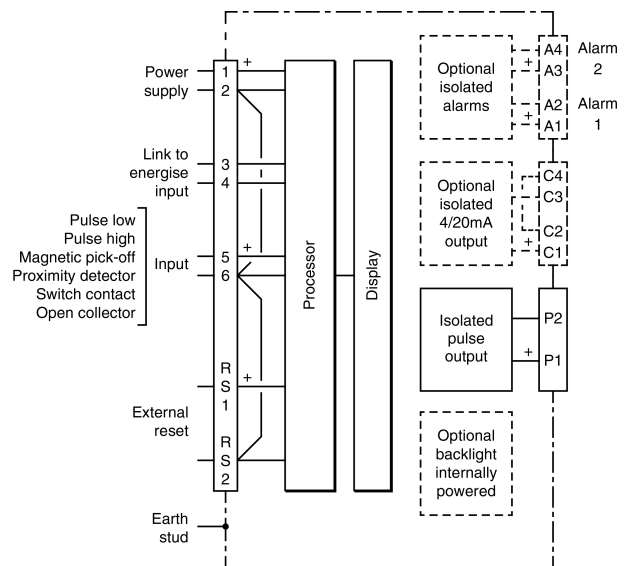 Power
supply
+
1
2
Link to
energise
input
3
4
Pulse low
Pulse high
Magnetic pick-off
Proximity detector
Switch contact
Open collector
Input
+
5
6
External
reset
R
S
1
+
R
S
2
Earth
stud
Processor
Display
Optional
isolated
alarms
+
+
A4
A3
A2
A1
Alarm
2
Alarm
1
Optional
isolated
4/20mA
output
+
C4
C3
C2
C1
Isolated
pulse
output
+
P2
P1
Optional
backlight
internally
powered